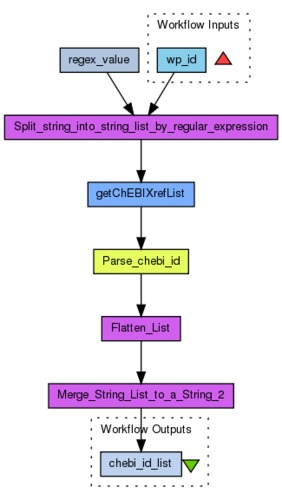 Workflow Inputs
regex_value
wp_id
Split_string_into_string_list_by_regular_expression
getChEBIXrefList
Parse_chebi_id
Flatten_List
Merge_String_List_to_a_String_2
Workflow Outputs
chebi_id_list